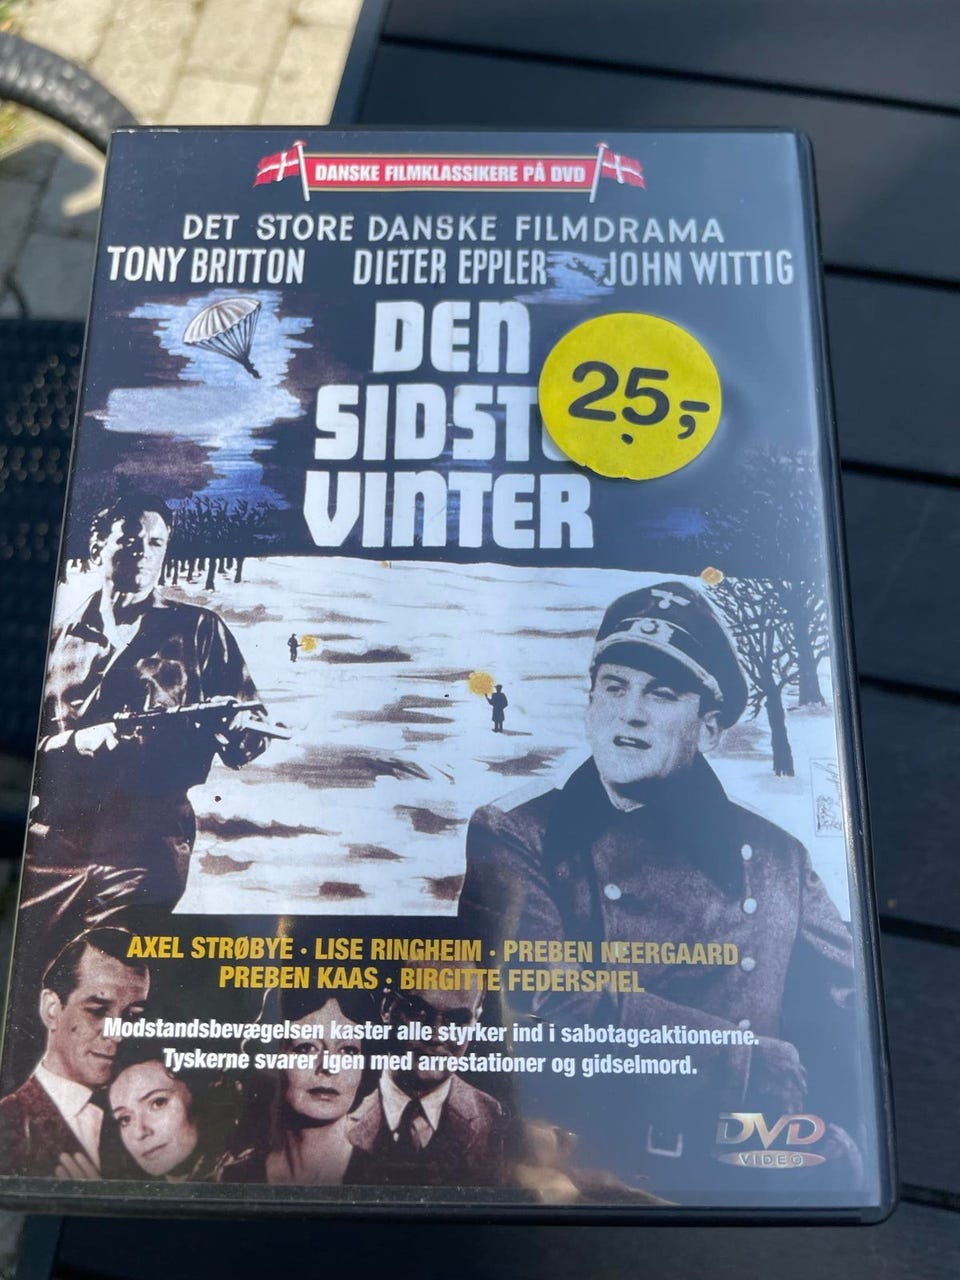 DANSKE FILMKLASSIKERE PÅ DVD
DET STORE DANSKE FILMDRAMA
TONY BRITTON DIETER EPPLER JOHN WITTIG
DEN
SIDSTE
25,-
VINTER
AXEL STRØBYE · LISE RINGHEIM · PREBEN NEERGAARD
PREBEN KAAS · BIRGITTE FEDERSPIEL
Modstandsbevægelsen kaster alle styrker ind i sabotageaktionerne.
Tyskerne svarer igen med arrestationer og gidselmord.
DVD
VIDEO